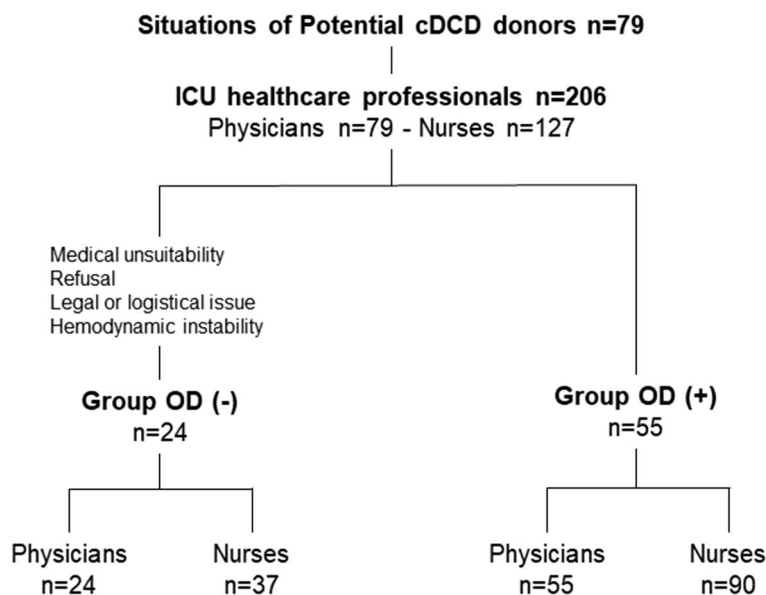 Situations of Potential cDCD donors n=79
ICU healthcare professionals n=206
Physicians n=79 - Nurses n=127
Medical unsuitability
Refusal
Legal or logistical issue
Hemodynamic instability
Group OD (-)
n=24
Group OD (+)
n=55
Physicians
n=24
Nurses
n=37
Physicians
n=55
Nurses
n=90